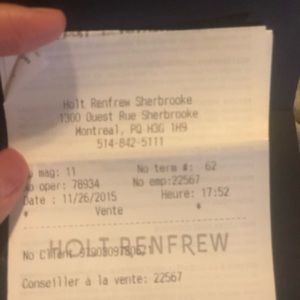 Holt Renfrew Sherbrooke
1300 Ouest Rue Sherbrooke
Montreal, PQ H3G 1H9
514-842-5111
mag: 11 No term #: 62
No oper: 78934 No emp:22567
Date : 11/26/2015 Heure: 17:52
* Vente *
HOLT RENFREW
No Client
Conseiller à la vente: 22567